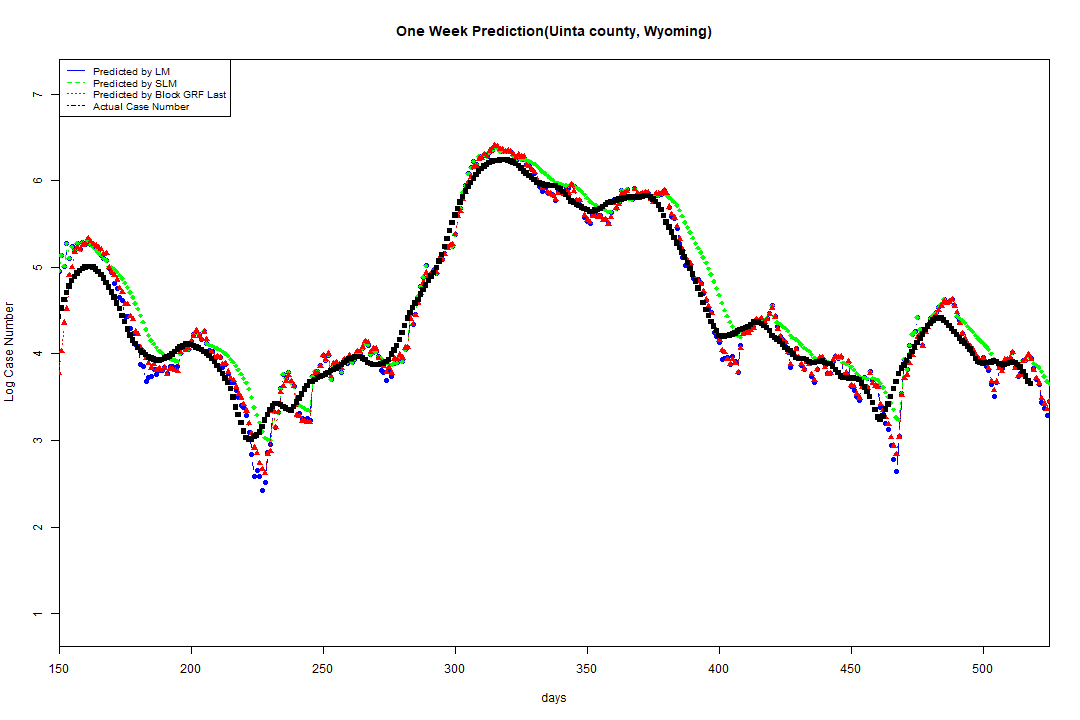 One Week Prediction(Uinta county, Wyoming)
Predicted by LM
Predicted by SLM
Predicted by Block GRF Last
Actual Case Number
7
6
5
4
3
2
1
Log Case Number
150 200 250 300 350 400 450 500
days